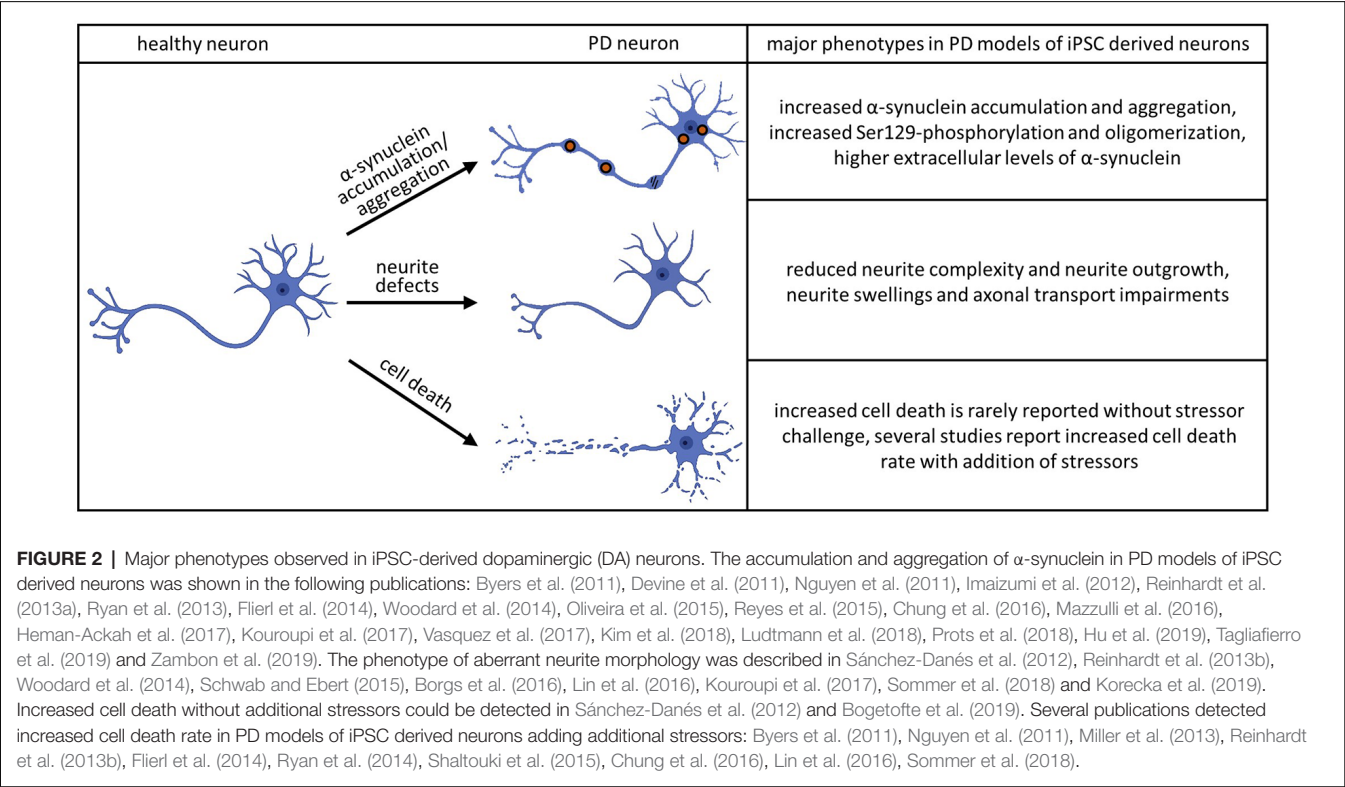 healthy neuron
PD neuron
major phenotypes in PD models of iPSC derived neurons
α-synuclein
accumulation/
aggregation
increased α-synuclein accumulation and aggregation,
increased Ser129-phosphorylation and oligomerization,
higher extracellular levels of α-synuclein
neurite
defects
reduced neurite complexity and neurite outgrowth,
neurite swellings and axonal transport impairments
cell death
increased cell death is rarely reported without stressor
challenge, several studies report increased cell death
rate with addition of stressors
FIGURE 2 | Major phenotypes observed in iPSC-derived dopaminergic (DA) neurons. The accumulation and aggregation of α-synuclein in PD models of iPSC
derived neurons was shown in the following publications: Byers et al. (2011), Devine et al. (2011), Nguyen et al. (2011), Imaizumi et al. (2012), Reinhardt et al.
(2013a), Ryan et al. (2013), Flierl et al. (2014), Woodard et al. (2014), Oliveira et al. (2015), Reyes et al. (2015), Chung et al. (2016), Mazzulli et al. (2016),
Heman-Ackah et al. (2017), Kouroupi et al. (2017), Vasquez et al. (2017), Kim et al. (2018), Ludtmann et al. (2018), Prots et al. (2018), Hu et al. (2019), Tagliafierro
et al. (2019) and Zambon et al. (2019). The phenotype of aberrant neurite morphology was described in Sánchez-Danés et al. (2012), Reinhardt et al. (2013b),
Woodard et al. (2014), Schwab and Ebert (2015), Borgs et al. (2016), Lin et al. (2016), Kouroupi et al. (2017), Sommer et al. (2018) and Korecka et al. (2019).
Increased cell death without additional stressors could be detected in Sánchez-Danés et al. (2012) and Bogetofte et al. (2019). Several publications detected
increased cell death rate in PD models of iPSC derived neurons adding additional stressors: Byers et al. (2011), Nguyen et al. (2011), Miller et al. (2013), Reinhardt
et al. (2013b), Flierl et al. (2014), Ryan et al. (2014), Shaltouki et al. (2015), Chung et al. (2016), Lin et al. (2016), Sommer et al. (2018).